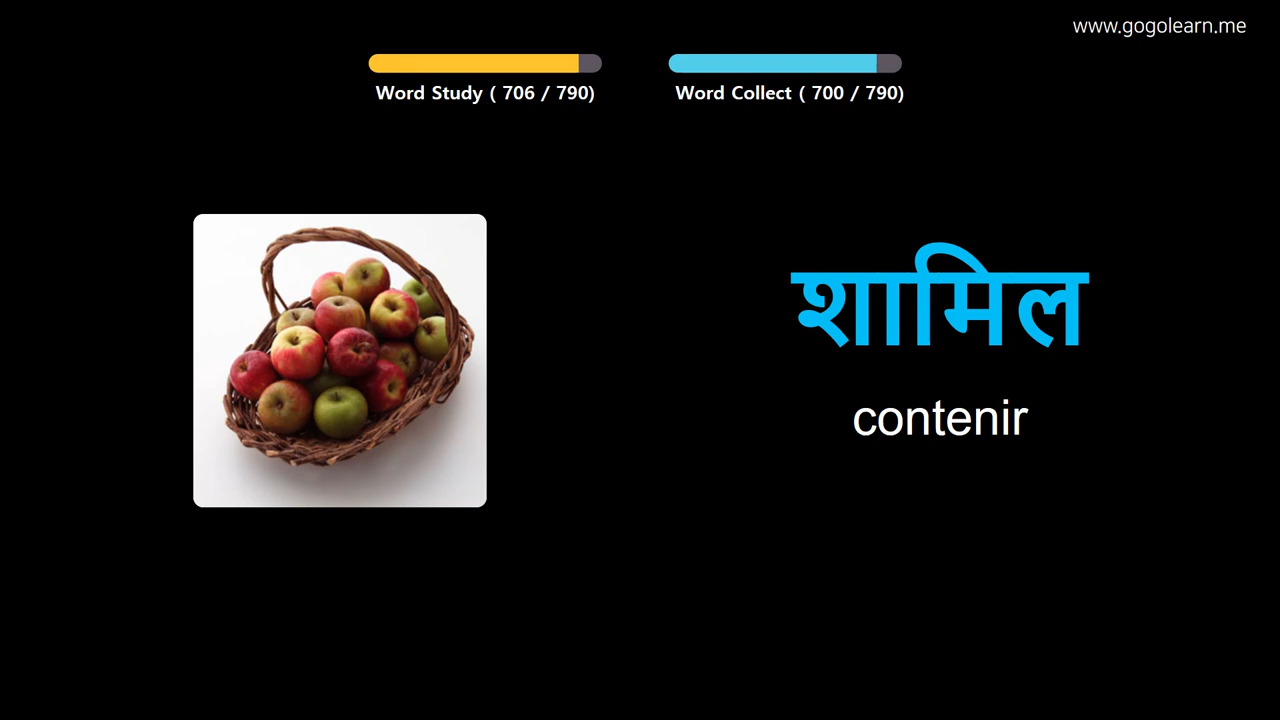 www.gogolearn.me
Word Study ( 706 / 790)
Word Collect ( 700 / 790)
शामिल
contenir